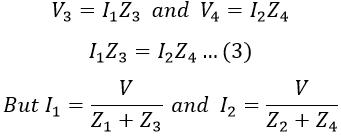 V₃ = I₁Z₃ and V₄ = I₂Z₄
I₁Z₃ = I₂Z₄ … (3)
But I₁ = V / (Z₁ + Z₃) and I₂ = V / (Z₂ + Z₄)